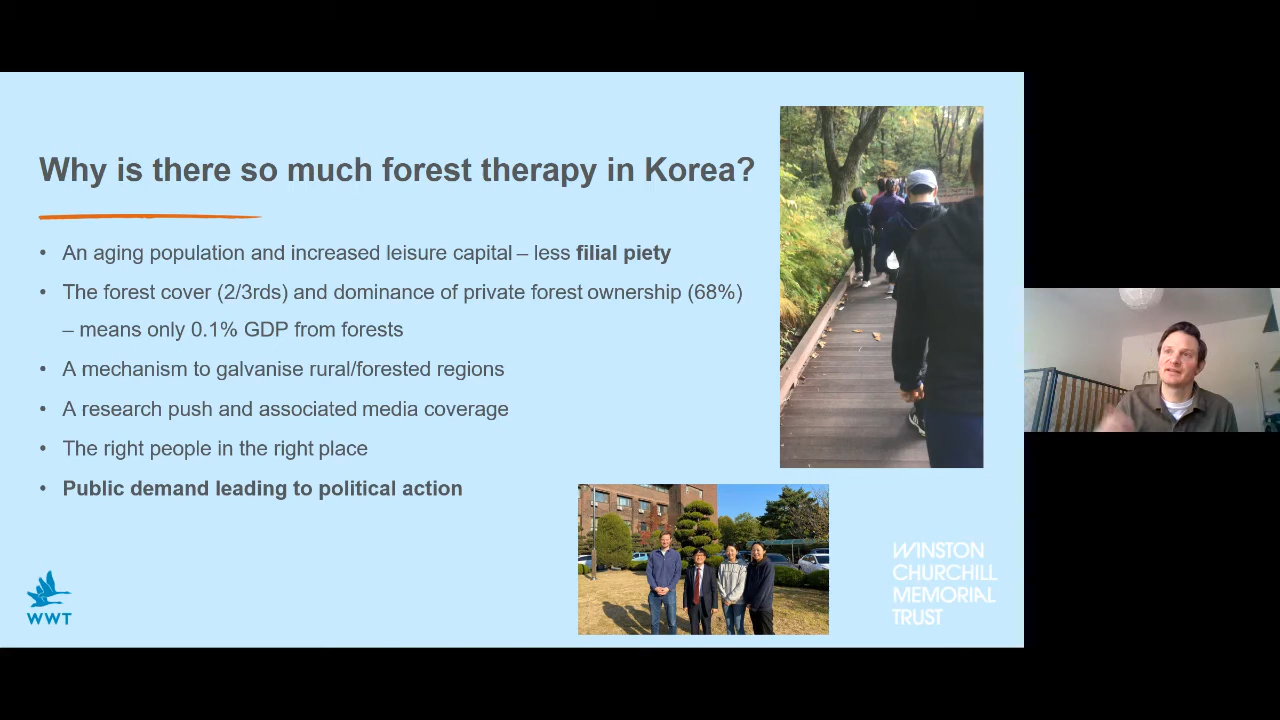 Why is there so much forest therapy in Korea?
• An aging population and increased leisure capital – less filial piety
• The forest cover (2/3rds) and dominance of private forest ownership (68%)
– means only 0.1% GDP from forests
• A mechanism to galvanise rural/forested regions
• A research push and associated media coverage
• The right people in the right place
• Public demand leading to political action
WWT
WINSTON
CHURCHILL
MEMORIAL
TRUST